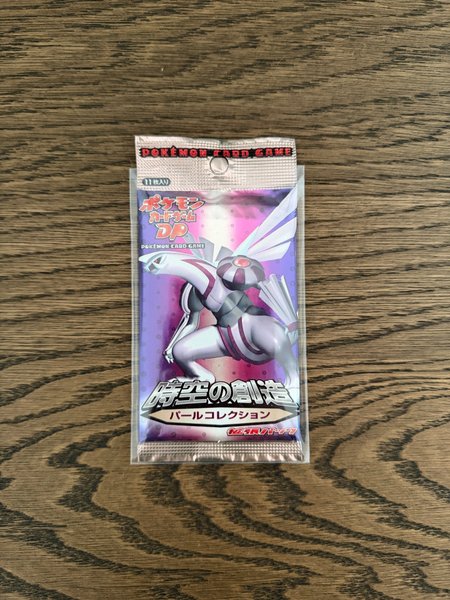 POKÉMON CARD GAME
11枚入り
ポケモン
カードゲーム
DP
POKÉMON CARD GAME
時空の創造
パールコレクション
拡張パック